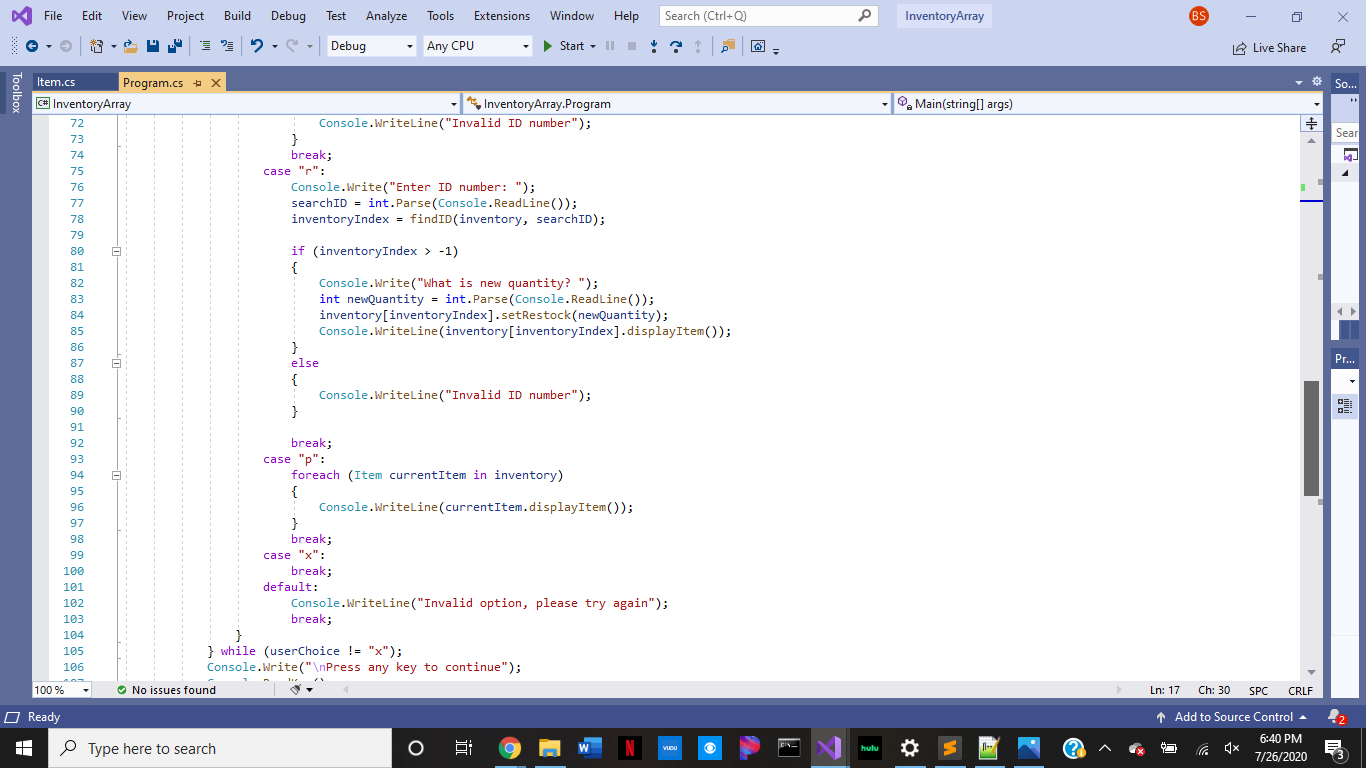 File Edit View Project Build Debug Test Analyze Tools Extensions Window Help Search (Ctrl+Q) InventoryArray BS
Debug Any CPU Start Live Share
Toolbox
Item.cs Program.cs So...
InventoryArray InventoryArray.Program Main(string[] args)
Sear
72 Console.WriteLine("Invalid ID number");
73 }
74 break;
75 case "r":
76 Console.Write("Enter ID number: ");
77 searchID = int.Parse(Console.ReadLine());
78 inventoryIndex = findID(inventory, searchID);
79
80 if (inventoryIndex > -1)
81 {
82 Console.Write("What is new quantity? ");
83 int newQuantity = int.Parse(Console.ReadLine());
84 inventory[inventoryIndex].setRestock(newQuantity);
85 Console.WriteLine(inventory[inventoryIndex].displayItem());
86 }
87 else
88 {
89 Console.WriteLine("Invalid ID number");
90 }
91
92 break;
93 case "p":
94 foreach (Item currentItem in inventory)
95 {
96 Console.WriteLine(currentItem.displayItem());
97 }
98 break;
99 case "x":
100 break;
101 default:
102 Console.WriteLine("Invalid option, please try again");
103 break;
104 }
105 } while (userChoice != "x");
106 Console.Write("\nPress any key to continue");
Pr...
100 % No issues found Ln: 17 Ch: 30 SPC CRLF
Ready Add to Source Control 2
Type here to search N VUDU hulu 6:40 PM
7/26/2020 3